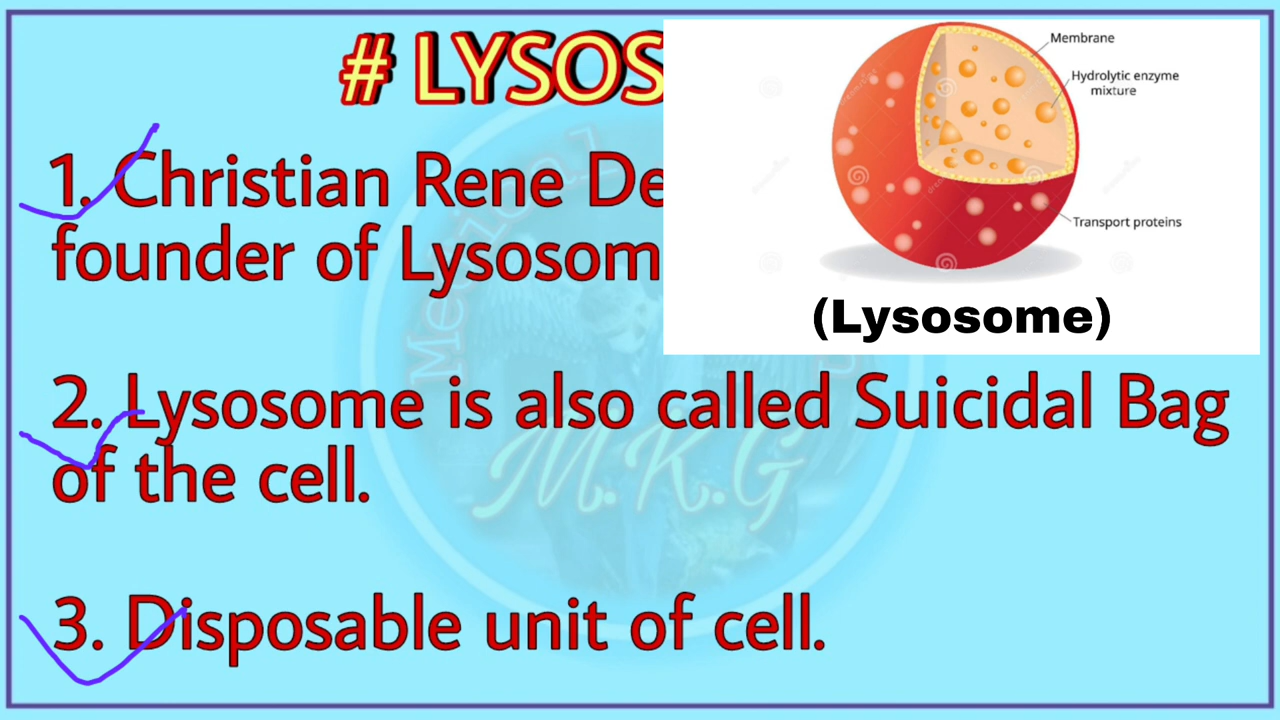 # LYSOS
1. Christian Rene De
founder of Lysosom
2. Lysosome is also called Suicidal Bag
of the cell.
3. Disposable unit of cell.
Membrane
Hydrolytic enzyme
mixture
Transport proteins
(Lysosome)
Medical
M.K.G